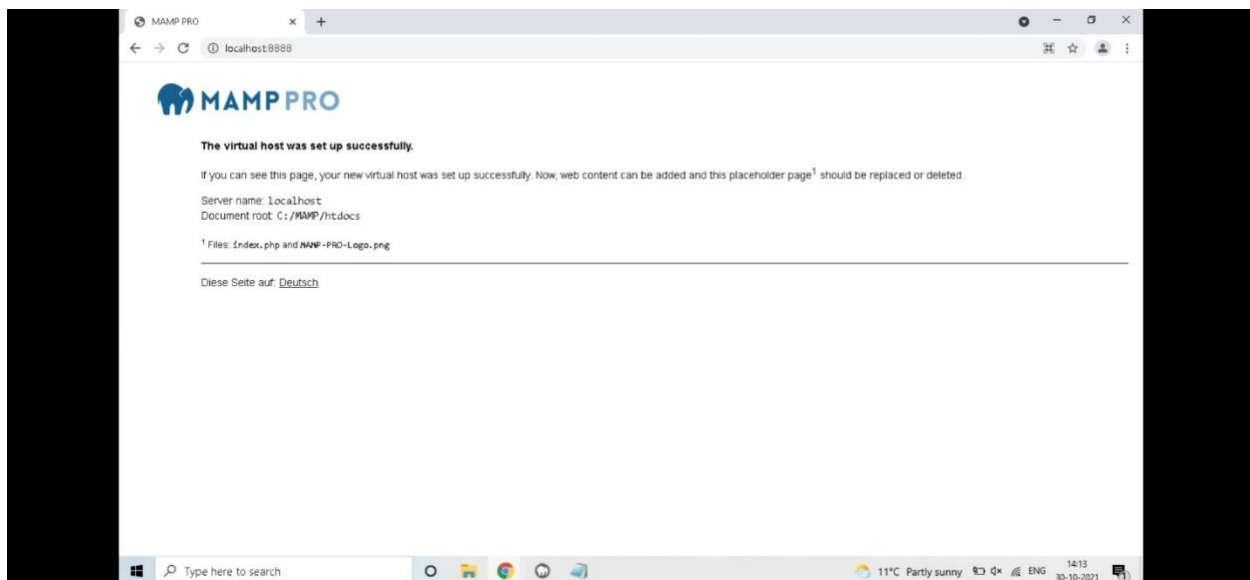 MAMP PRO
localhost:8888
MAMP PRO
The virtual host was set up successfully.
If you can see this page, your new virtual host was set up successfully. Now, web content can be added and this placeholder page¹ should be replaced or deleted.
Server name: localhost
Document root: C:/MAMP/htdocs
¹ Files: index.php and MAMP-PRO-Logo.png
Diese Seite auf: Deutsch
Type here to search
11°C Partly sunny
ENG
14:13
30-10-2021